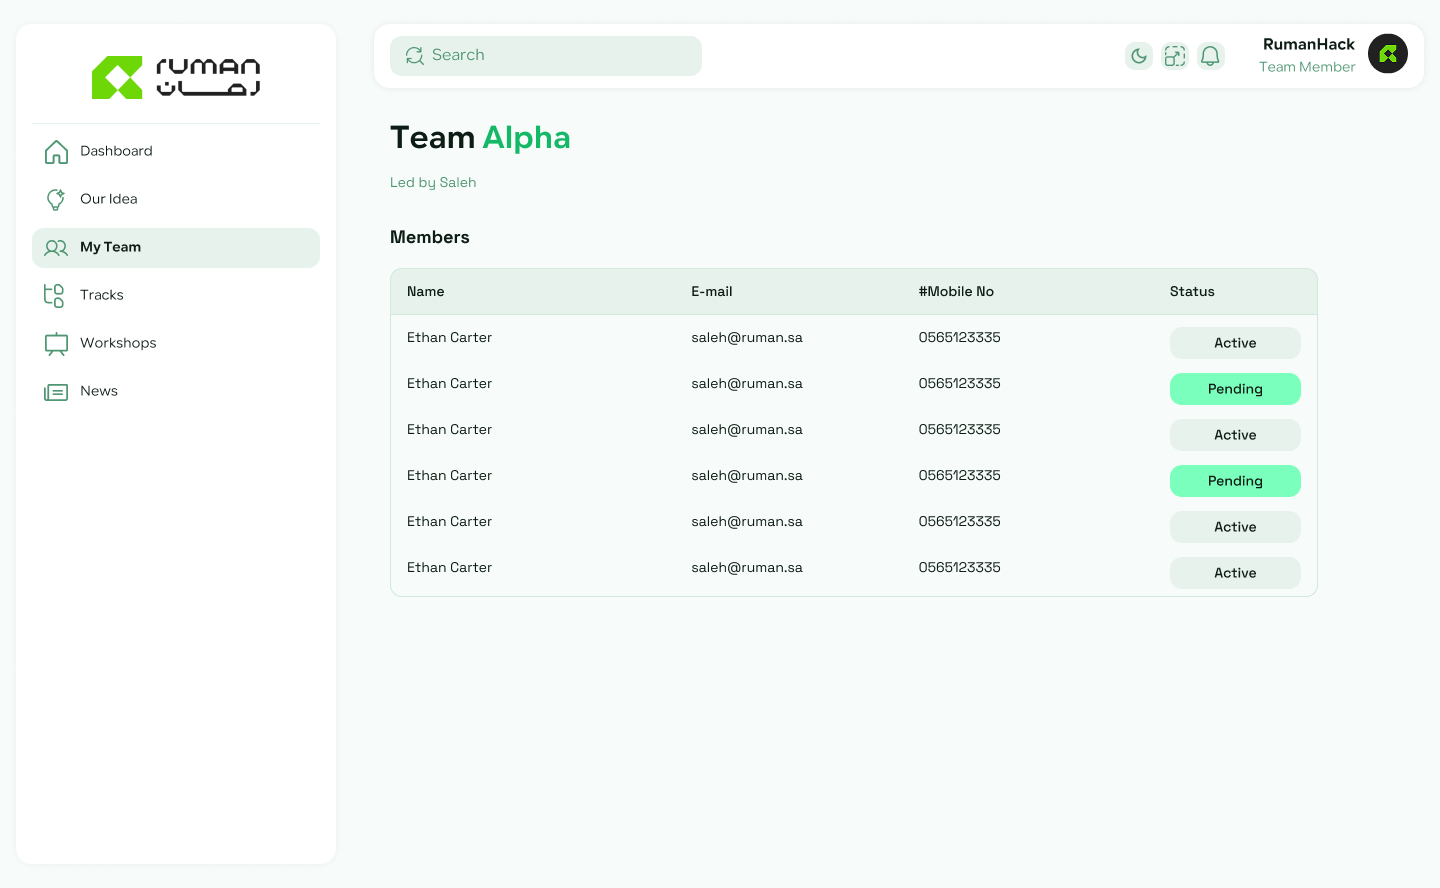 ruman
رمان
Dashboard
Our Idea
My Team
Tracks
Workshops
News
Search
RumanHack
Team Member
Team Alpha
Led by Saleh
Members
Name E-mail #Mobile No Status
Ethan Carter saleh@ruman.sa 0565123335 Active
Ethan Carter saleh@ruman.sa 0565123335 Pending
Ethan Carter saleh@ruman.sa 0565123335 Active
Ethan Carter saleh@ruman.sa 0565123335 Pending
Ethan Carter saleh@ruman.sa 0565123335 Active
Ethan Carter saleh@ruman.sa 0565123335 Active